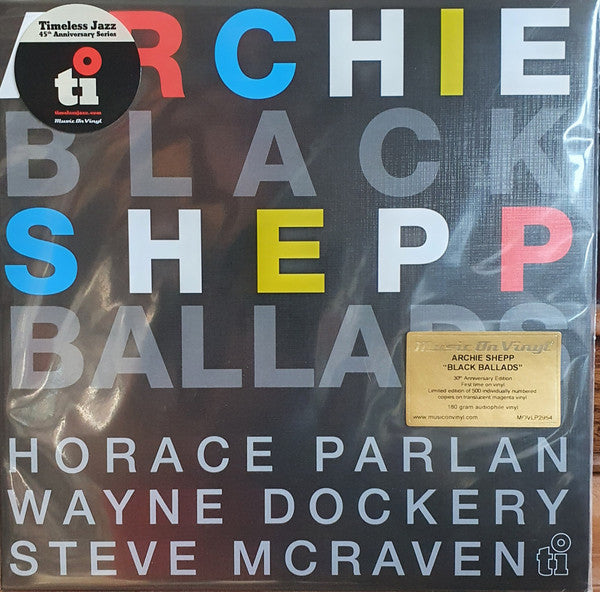 Timeless Jazz
45th Anniversary Series
ti
timelessjazz.com
Music On Vinyl
ARCHIE
BLACK
SHEPP
BALLADS
Music On Vinyl
ARCHIE SHEPP
"BLACK BALLADS"
30th Anniversary Edition
First time on vinyl
Limited edition of 500 individually numbered
copies on translucent magenta vinyl
180 gram audiophile vinyl
www.musiconvinyl.com MOVLP2954
HORACE PARLAN
WAYNE DOCKERY
STEVE MCRAVEN
ti